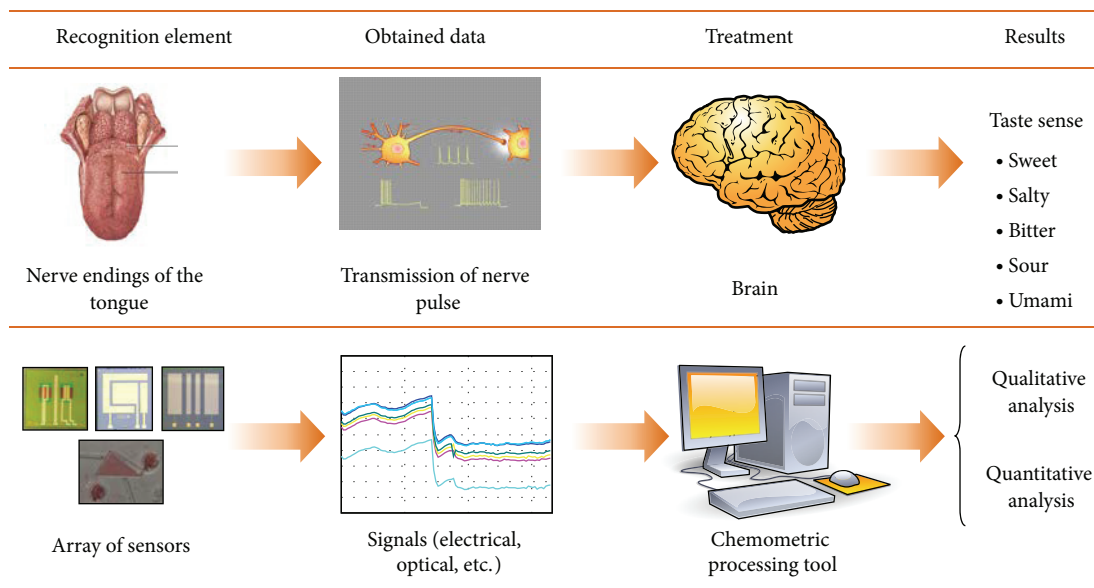 Recognition element
Obtained data
Treatment
Results
Nerve endings of the
tongue
Transmission of nerve
pulse
Brain
Taste sense
• Sweet
• Salty
• Bitter
• Sour
• Umami
Array of sensors
Signals (electrical,
optical, etc.)
Chemometric
processing tool
Qualitative
analysis
Quantitative
analysis